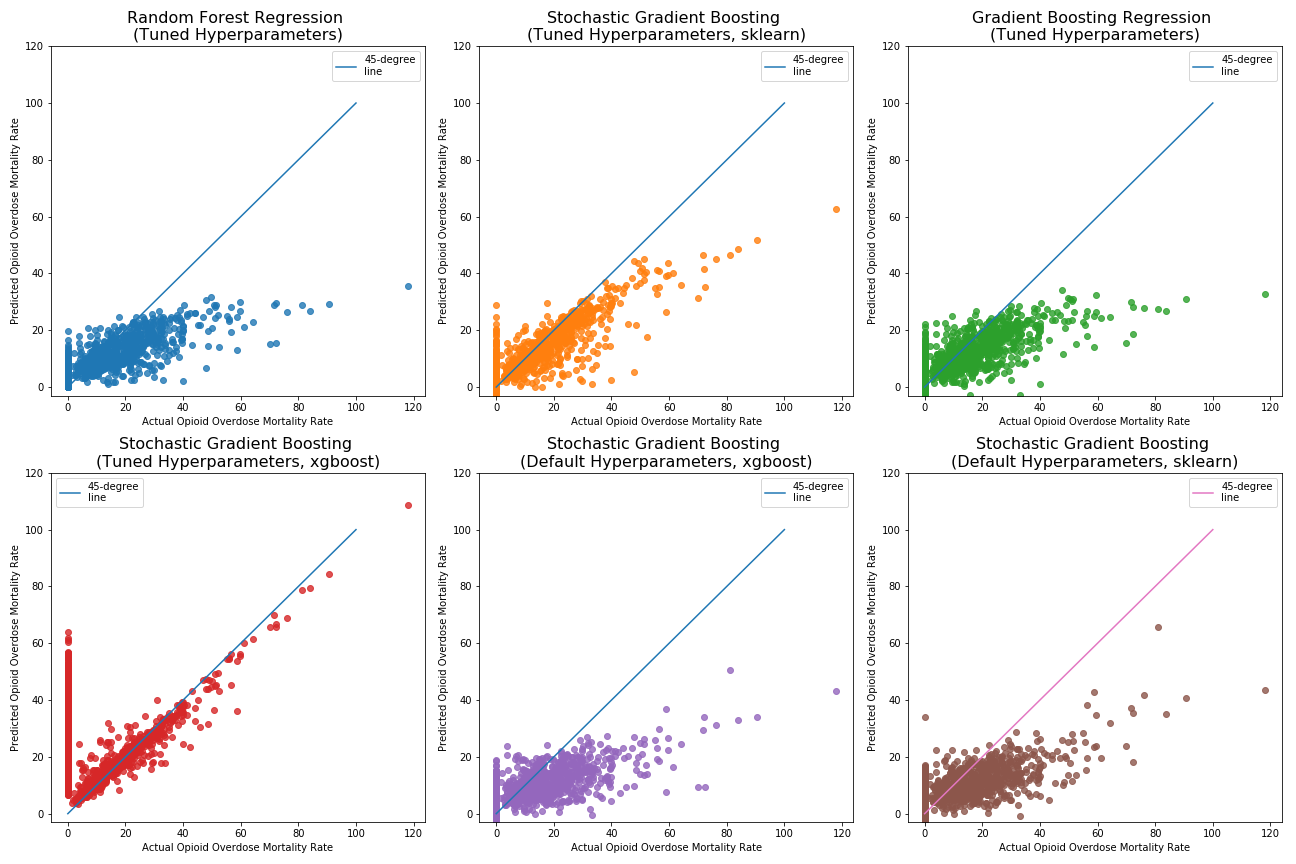 Random Forest Regression
(Tuned Hyperparameters)
120
100
80
60
40
20
0
Predicted Opioid Overdose Mortality Rate
45-degree
line
0 20 40 60 80 100 120
Actual Opioid Overdose Mortality Rate
Stochastic Gradient Boosting
(Tuned Hyperparameters, sklearn)
120
100
80
60
40
20
0
Predicted Opioid Overdose Mortality Rate
45-degree
line
0 20 40 60 80 100 120
Actual Opioid Overdose Mortality Rate
Gradient Boosting Regression
(Tuned Hyperparameters)
120
100
80
60
40
20
0
Predicted Opioid Overdose Mortality Rate
45-degree
line
0 20 40 60 80 100 120
Actual Opioid Overdose Mortality Rate
Stochastic Gradient Boosting
(Tuned Hyperparameters, xgboost)
120
100
80
60
40
20
0
Predicted Opioid Overdose Mortality Rate
45-degree
line
0 20 40 60 80 100 120
Actual Opioid Overdose Mortality Rate
Stochastic Gradient Boosting
(Default Hyperparameters, xgboost)
120
100
80
60
40
20
0
Predicted Opioid Overdose Mortality Rate
45-degree
line
0 20 40 60 80 100 120
Actual Opioid Overdose Mortality Rate
Stochastic Gradient Boosting
(Default Hyperparameters, sklearn)
120
100
80
60
40
20
0
Predicted Opioid Overdose Mortality Rate
45-degree
line
0 20 40 60 80 100 120
Actual Opioid Overdose Mortality Rate